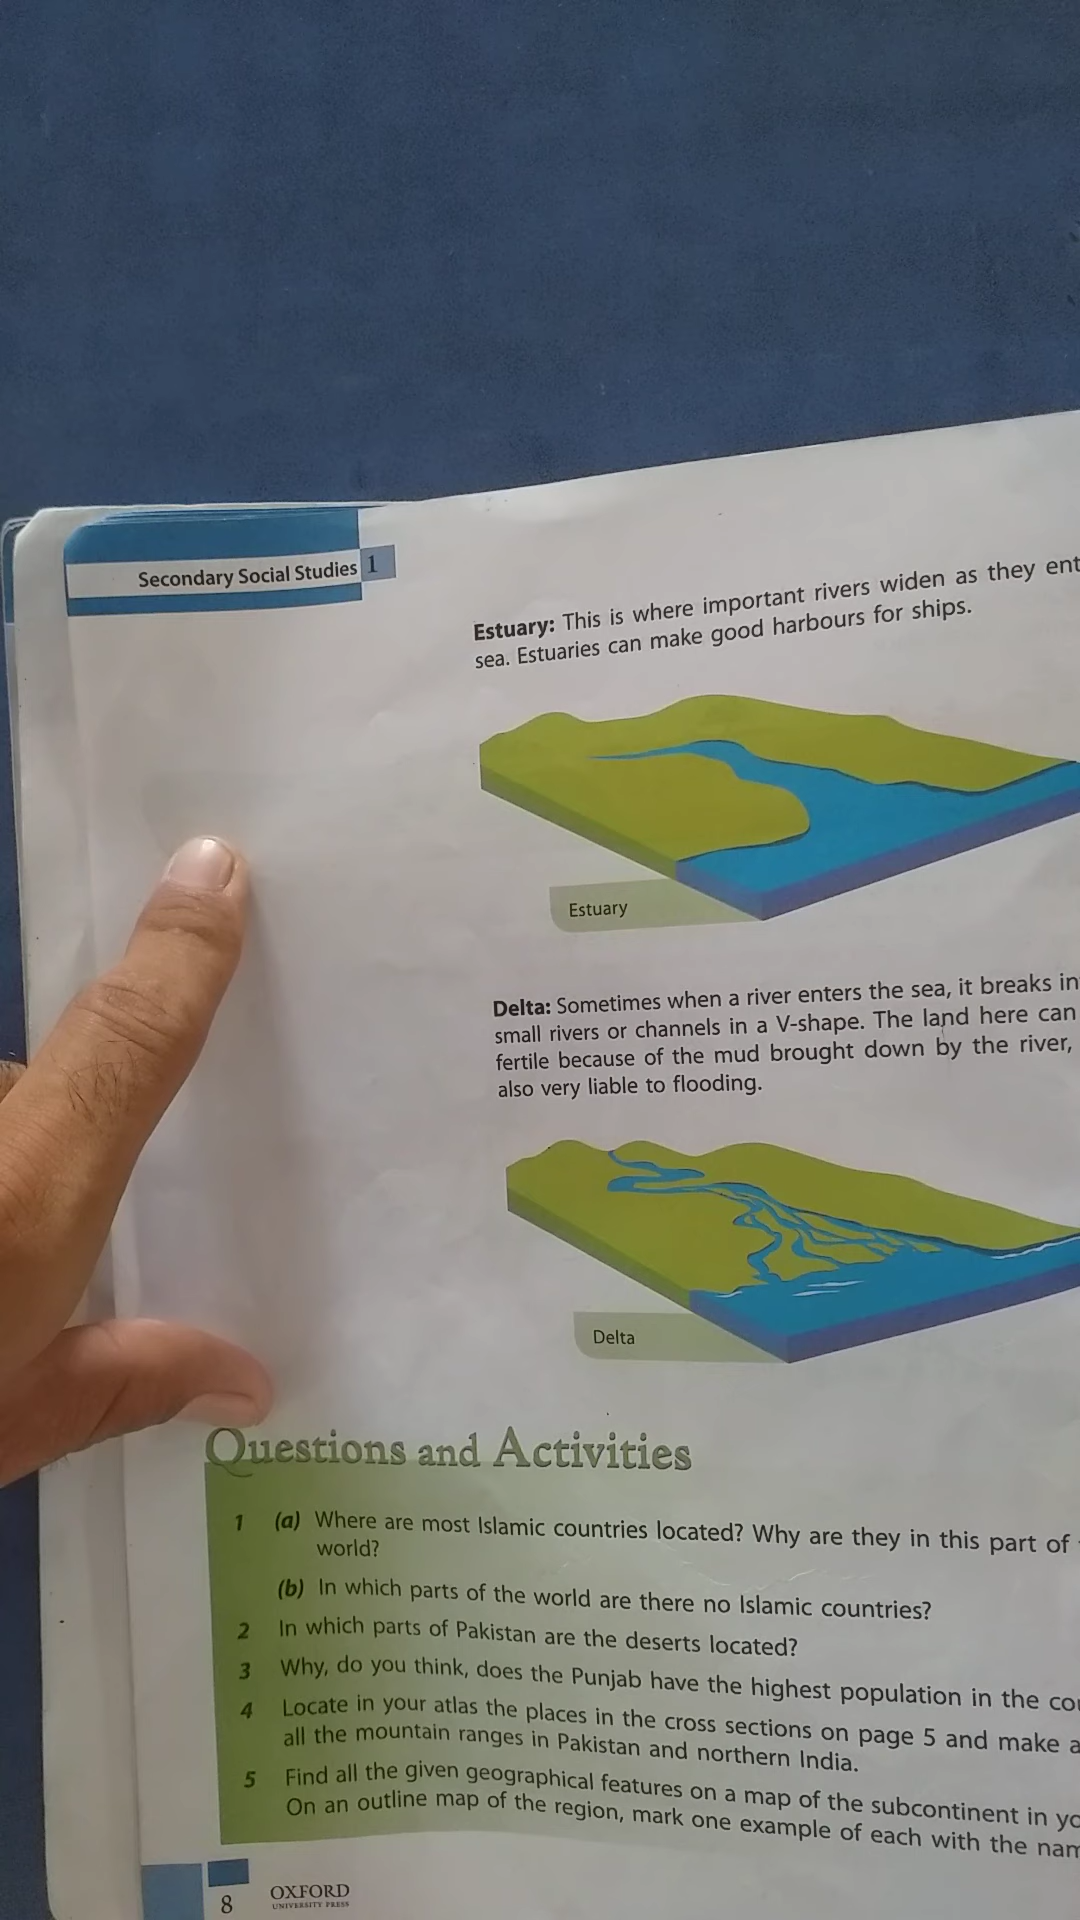 Secondary Social Studies 1
Estuary: This is where important rivers widen as they
sea. Estuaries can make good harbours for ships.
Estuary
Delta: Sometimes when a river enters the sea, it breaks
small rivers or channels in a V-shape. The land here can
fertile because of the mud brought down by the river,
also very liable to flooding.
Delta
Questions and Activities
1 (a) Where are most Islamic countries located? Why are they in this part of
world?
(b) In which parts of the world are there no Islamic countries?
2 In which parts of Pakistan are the deserts located?
3 Why, do you think, does the Punjab have the highest population in the
4 Locate in your atlas the places in the cross sections on page 5 and make a
all the mountain ranges in Pakistan and northern India.
5 Find all the given geographical features on a map of the subcontinent in
On an outline map of the region, mark one example of each with the
8 OXFORD
UNIVERSITY PRESS